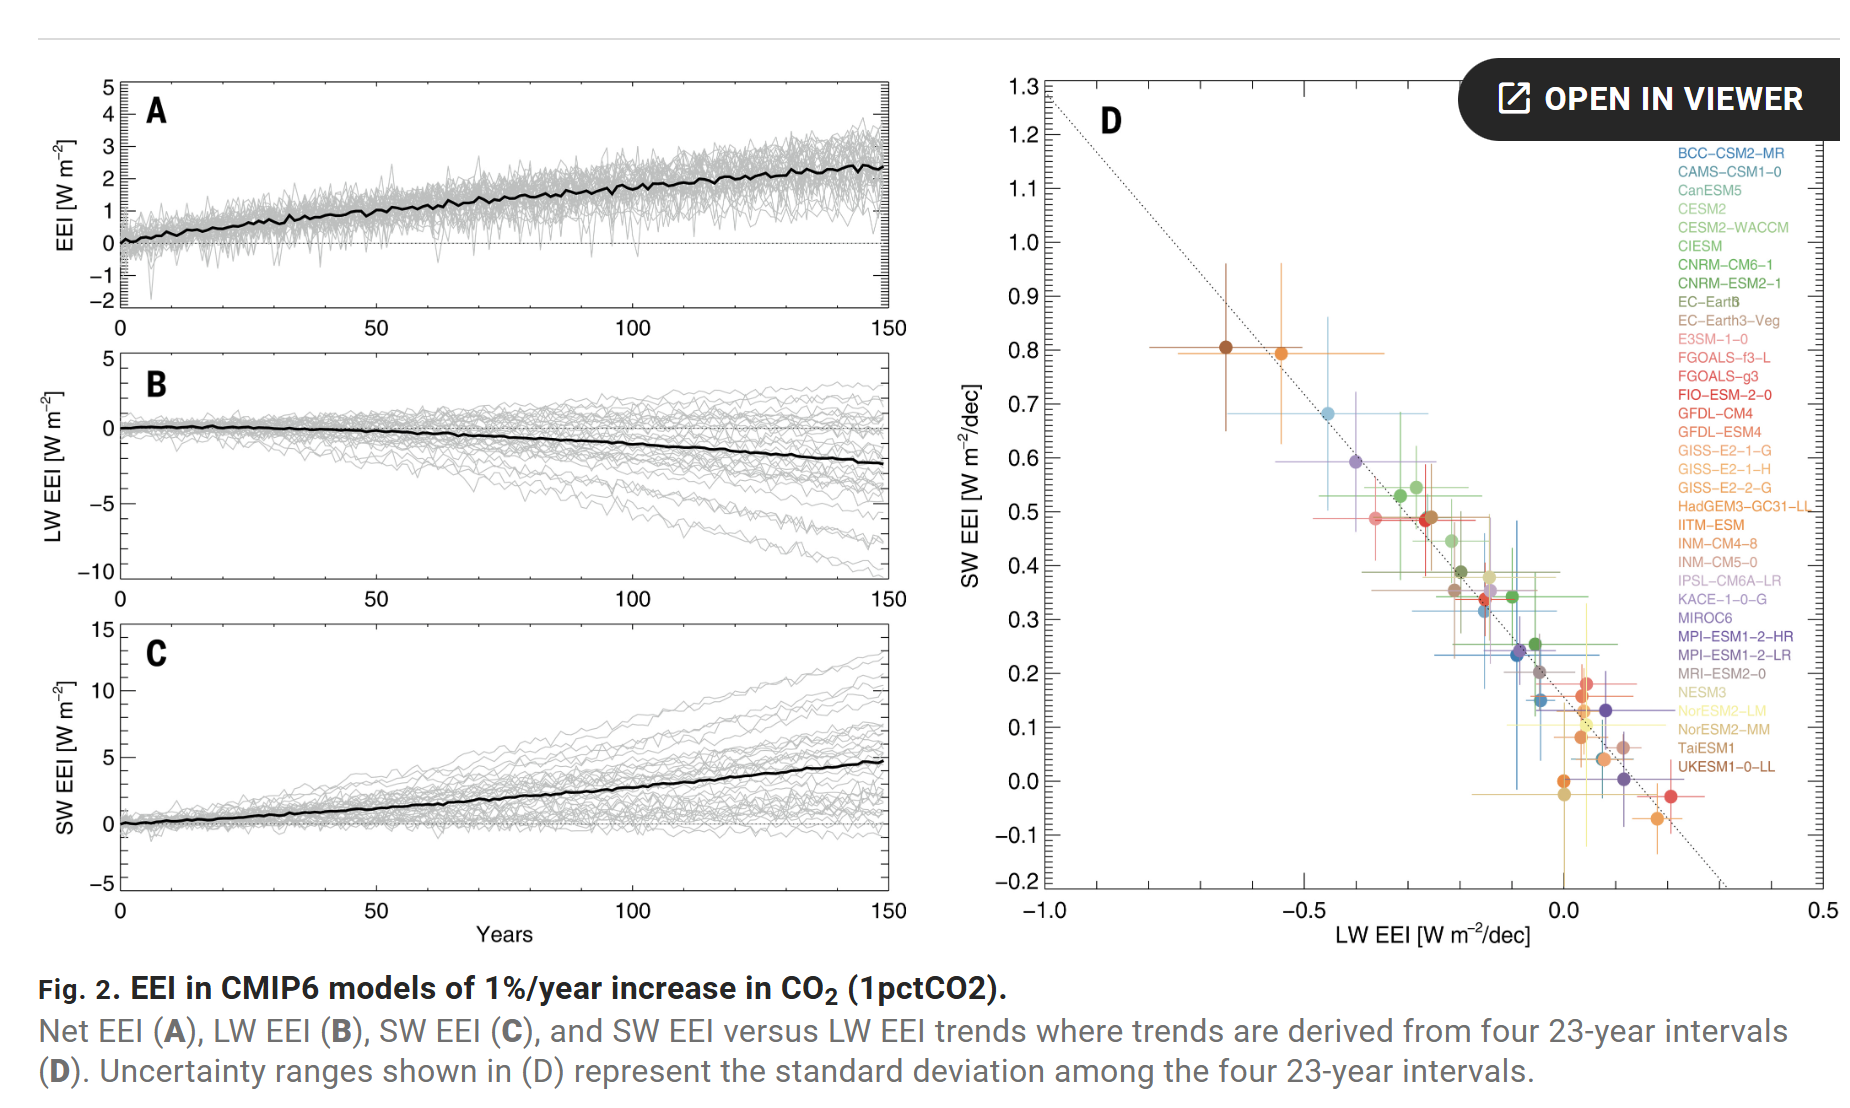 A
5
4
3
2
1
0
−1
−2
EEI [W m−2]
0 50 100 150
B
5
0
−5
−10
LW EEI [W m−2]
0 50 100 150
C
15
10
5
0
−5
SW EEI [W m−2]
0 50 100 150
Years
D
OPEN IN VIEWER
1.3
1.2
1.1
1.0
0.9
0.8
0.7
0.6
0.5
0.4
0.3
0.2
0.1
0.0
−0.1
−0.2
SW EEI [W m−2/dec]
BCC−CSM2−MR
CAMS−CSM1−0
CanESM5
CESM2
CESM2−WACCM
CIESM
CNRM−CM6−1
CNRM−ESM2−1
EC−Earth3
EC−Earth3−Veg
E3SM−1−0
FGOALS−f3−L
FGOALS−g3
FIO−ESM−2−0
GFDL−CM4
GFDL−ESM4
GISS−E2−1−G
GISS−E2−1−H
GISS−E2−2−G
HadGEM3−GC31−LL
IITM−ESM
INM−CM4−8
INM−CM5−0
IPSL−CM6A−LR
KACE−1−0−G
MIROC6
MPI−ESM1−2−HR
MPI−ESM1−2−LR
MRI−ESM2−0
NESM3
NorESM2−LM
NorESM2−MM
TaiESM1
UKESM1−0−LL
−1.0 −0.5 0.0 0.5
LW EEI [W m−2/dec]
Fig. 2. EEI in CMIP6 models of 1%/year increase in CO2 (1pctCO2).
Net EEI (A), LW EEI (B), SW EEI (C), and SW EEI versus LW EEI trends where trends are derived from four 23-year intervals
(D). Uncertainty ranges shown in (D) represent the standard deviation among the four 23-year intervals.